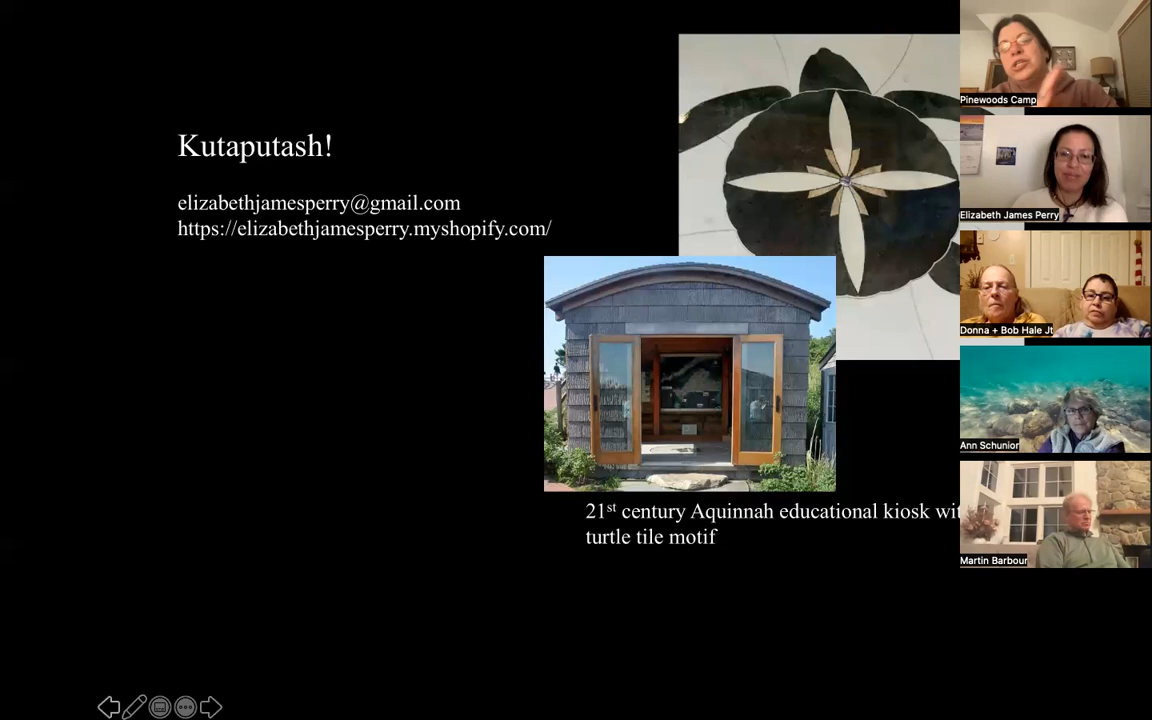 Kutaputash!
elizabethjamesperry@gmail.com
https://elizabethjamesperry.myshopify.com/
21st century Aquinnah educational kiosk wit
turtle tile motif
Pinewoods Camp
Elizabeth James Perry
Donna + Bob Hale Jt
Ann Schunior
Martin Barbour